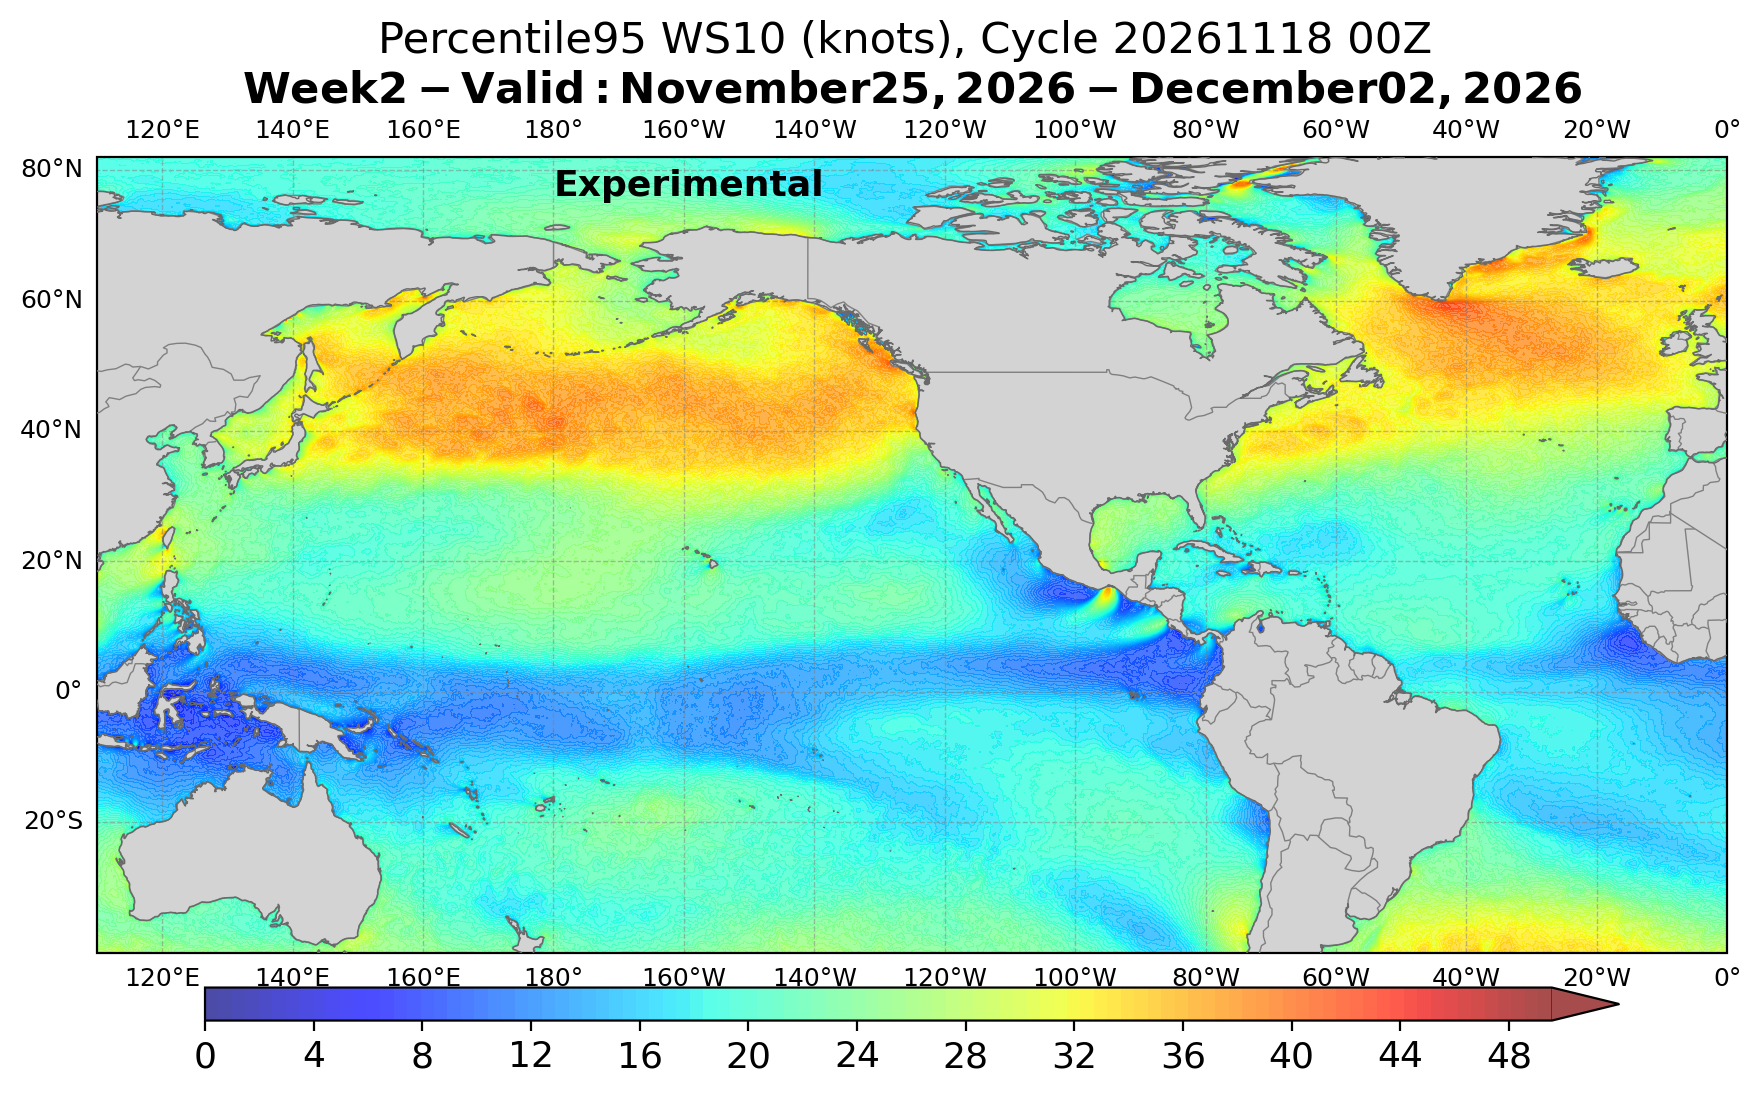 Percentile95 WS10 (knots), Cycle 20261118 00Z
Week2 – Valid : November25, 2026 – December02, 2026
120°E 140°E 160°E 180° 160°W 140°W 120°W 100°W 80°W 60°W 40°W 20°W 0°
80°N
Experimental
60°N
40°N
20°N
0°
20°S
120°E 140°E 160°E 180° 160°W 140°W 120°W 100°W 80°W 60°W 40°W 20°W 0°
0 4 8 12 16 20 24 28 32 36 40 44 48